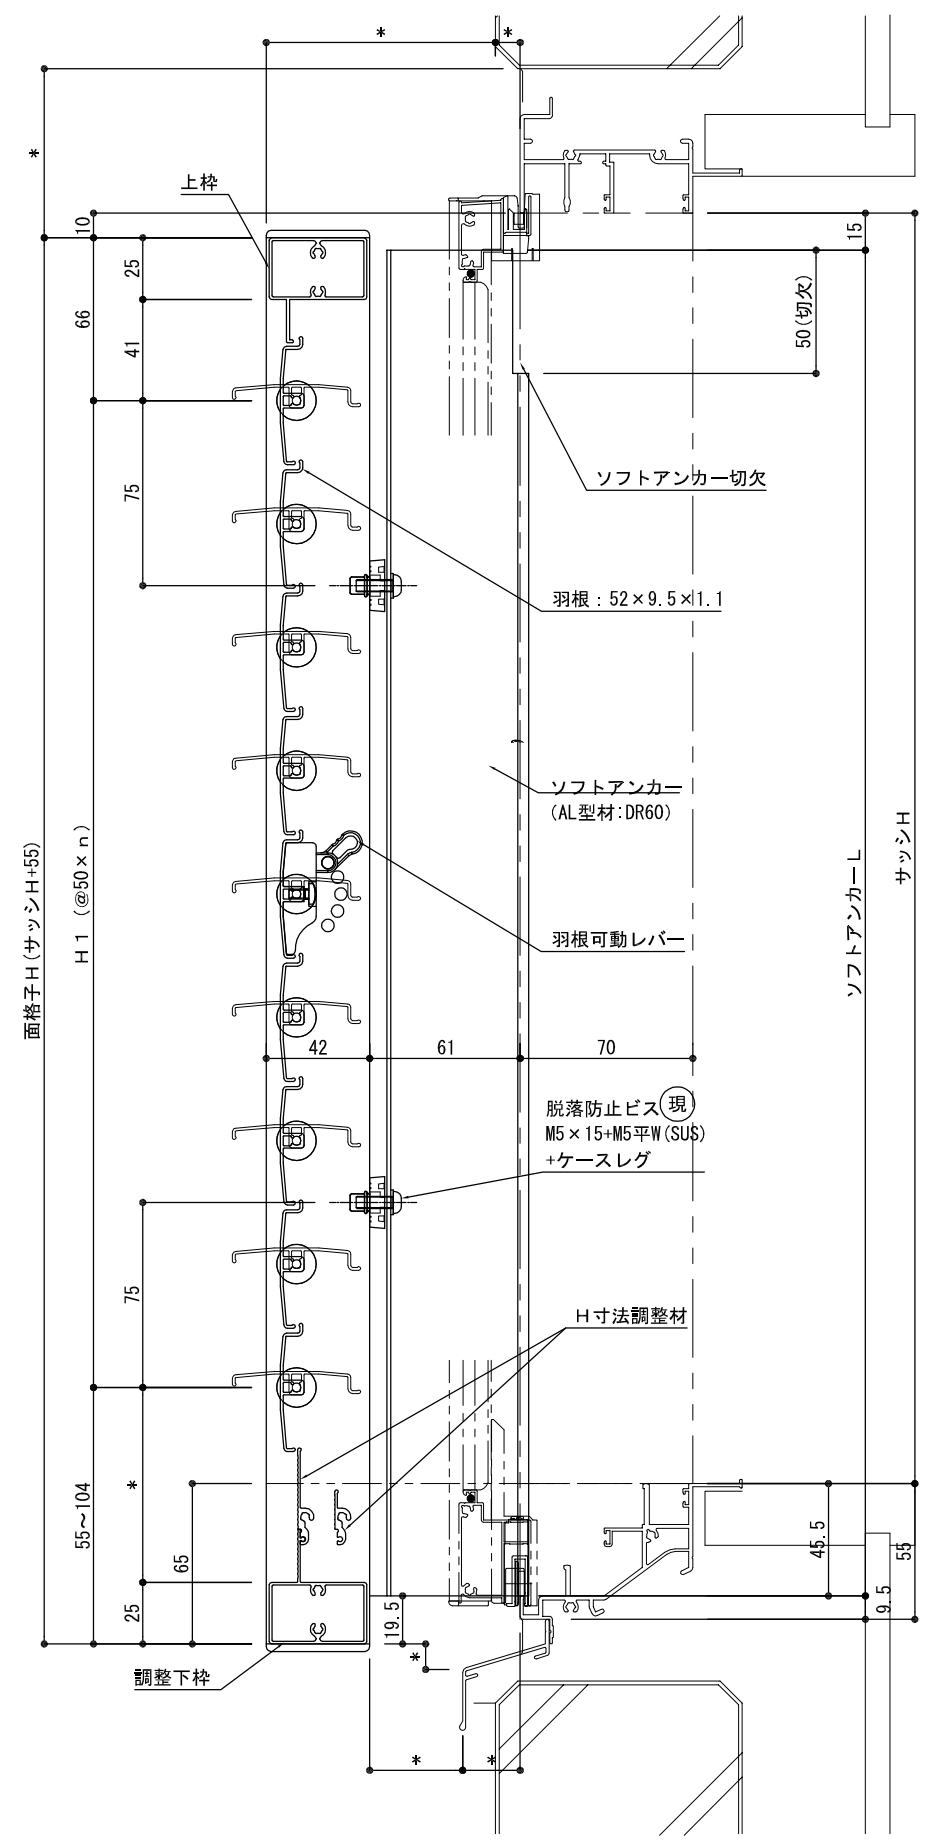 *
*
*
上枠
10
15
25
50(切欠)
66
41
ソフトアンカー切欠
75
羽根：52×9.5×1.1
ソフトアンカー
(AL型材:DR60)
サッシH
面格子H(サッシH+55)
H1 (@50×n)
ソフトアンカーL
羽根可動レバー
42
61
70
脱落防止ビス 現
M5×15+M5平W(SUS)
+ケースレグ
75
H寸法調整材
*
55~104
65
45.5
55
25
19.5
9.5
*
調整下枠
*
*